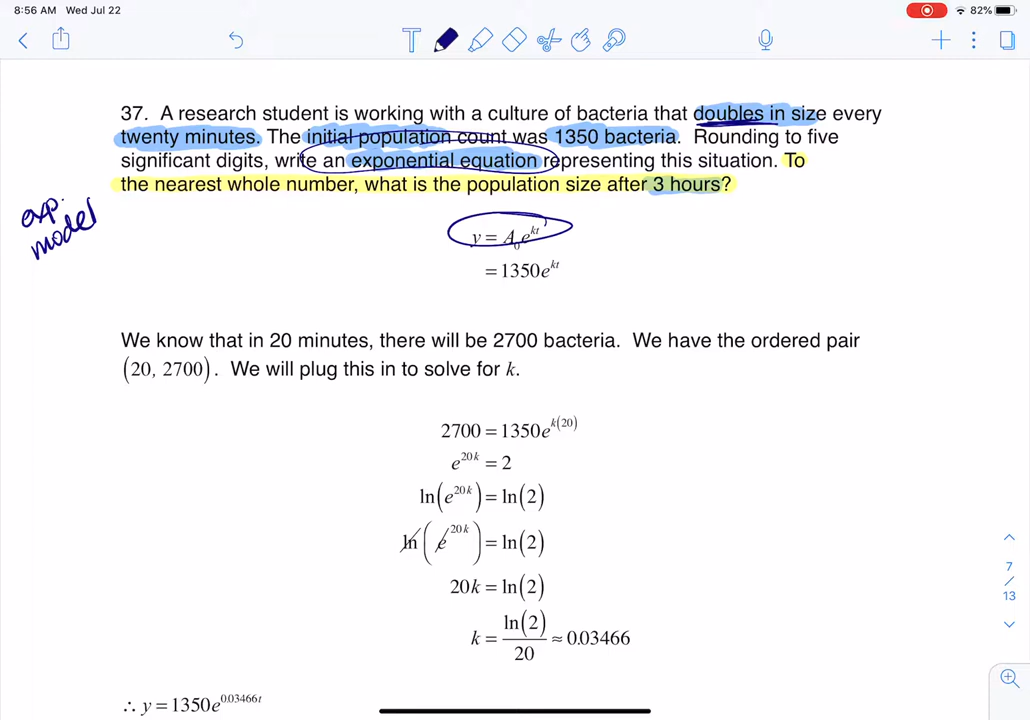 8:56 AM Wed Jul 22
82%
37. A research student is working with a culture of bacteria that doubles in size every
twenty minutes. The initial population count was 1350 bacteria. Rounding to five
significant digits, write an exponential equation representing this situation. To
the nearest whole number, what is the population size after 3 hours?
exp.
model
y = A₀e^{kt}
= 1350e^{kt}
We know that in 20 minutes, there will be 2700 bacteria. We have the ordered pair
(20, 2700). We will plug this in to solve for k.
2700 = 1350e^{k(20)}
e^{20k} = 2
ln(e^{20k}) = ln(2)
ln(e^{20k}) = ln(2)
20k = ln(2)
k = ln(2)/20 ≈ 0.03466
∴ y = 1350e^{0.03466t}
7
/
13